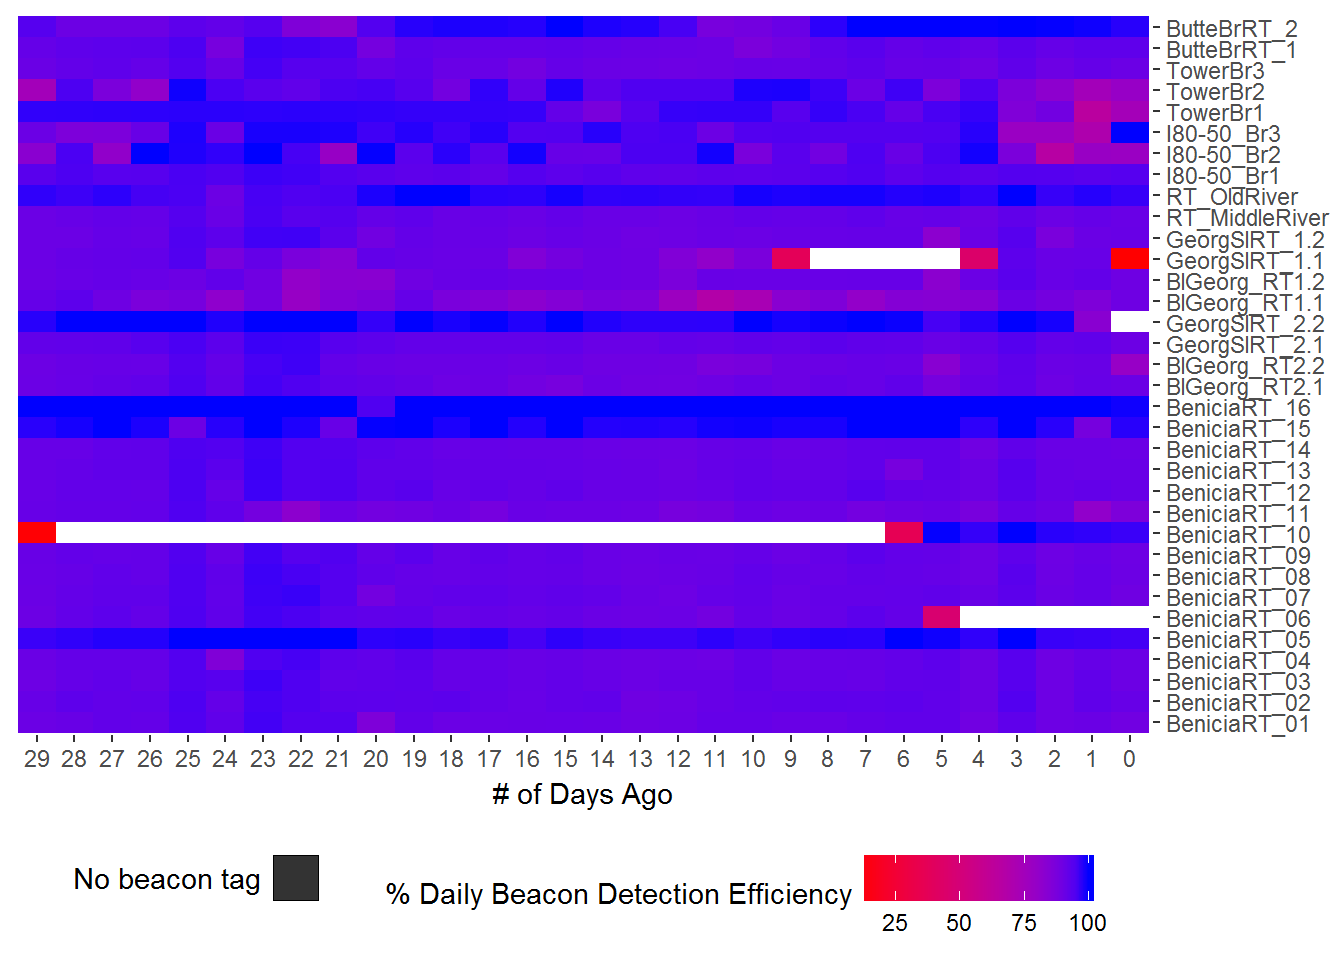 ButteBrRT_2
ButteBrRT_1
TowerBr3
TowerBr2
TowerBr1
I80-50_Br3
I80-50_Br2
I80-50_Br1
RT_OldRiver
RT_MiddleRiver
GeorgSlRT_1.2
GeorgSlRT_1.1
BlGeorg_RT1.2
BlGeorg_RT1.1
GeorgSlRT_2.2
GeorgSlRT_2.1
BlGeorg_RT2.2
BlGeorg_RT2.1
BeniciaRT_16
BeniciaRT_15
BeniciaRT_14
BeniciaRT_13
BeniciaRT_12
BeniciaRT_11
BeniciaRT_10
BeniciaRT_09
BeniciaRT_08
BeniciaRT_07
BeniciaRT_06
BeniciaRT_05
BeniciaRT_04
BeniciaRT_03
BeniciaRT_02
BeniciaRT_01
29 28 27 26 25 24 23 22 21 20 19 18 17 16 15 14 13 12 11 10 9 8 7 6 5 4 3 2 1 0
# of Days Ago
No beacon tag
% Daily Beacon Detection Efficiency
25 50 75 100